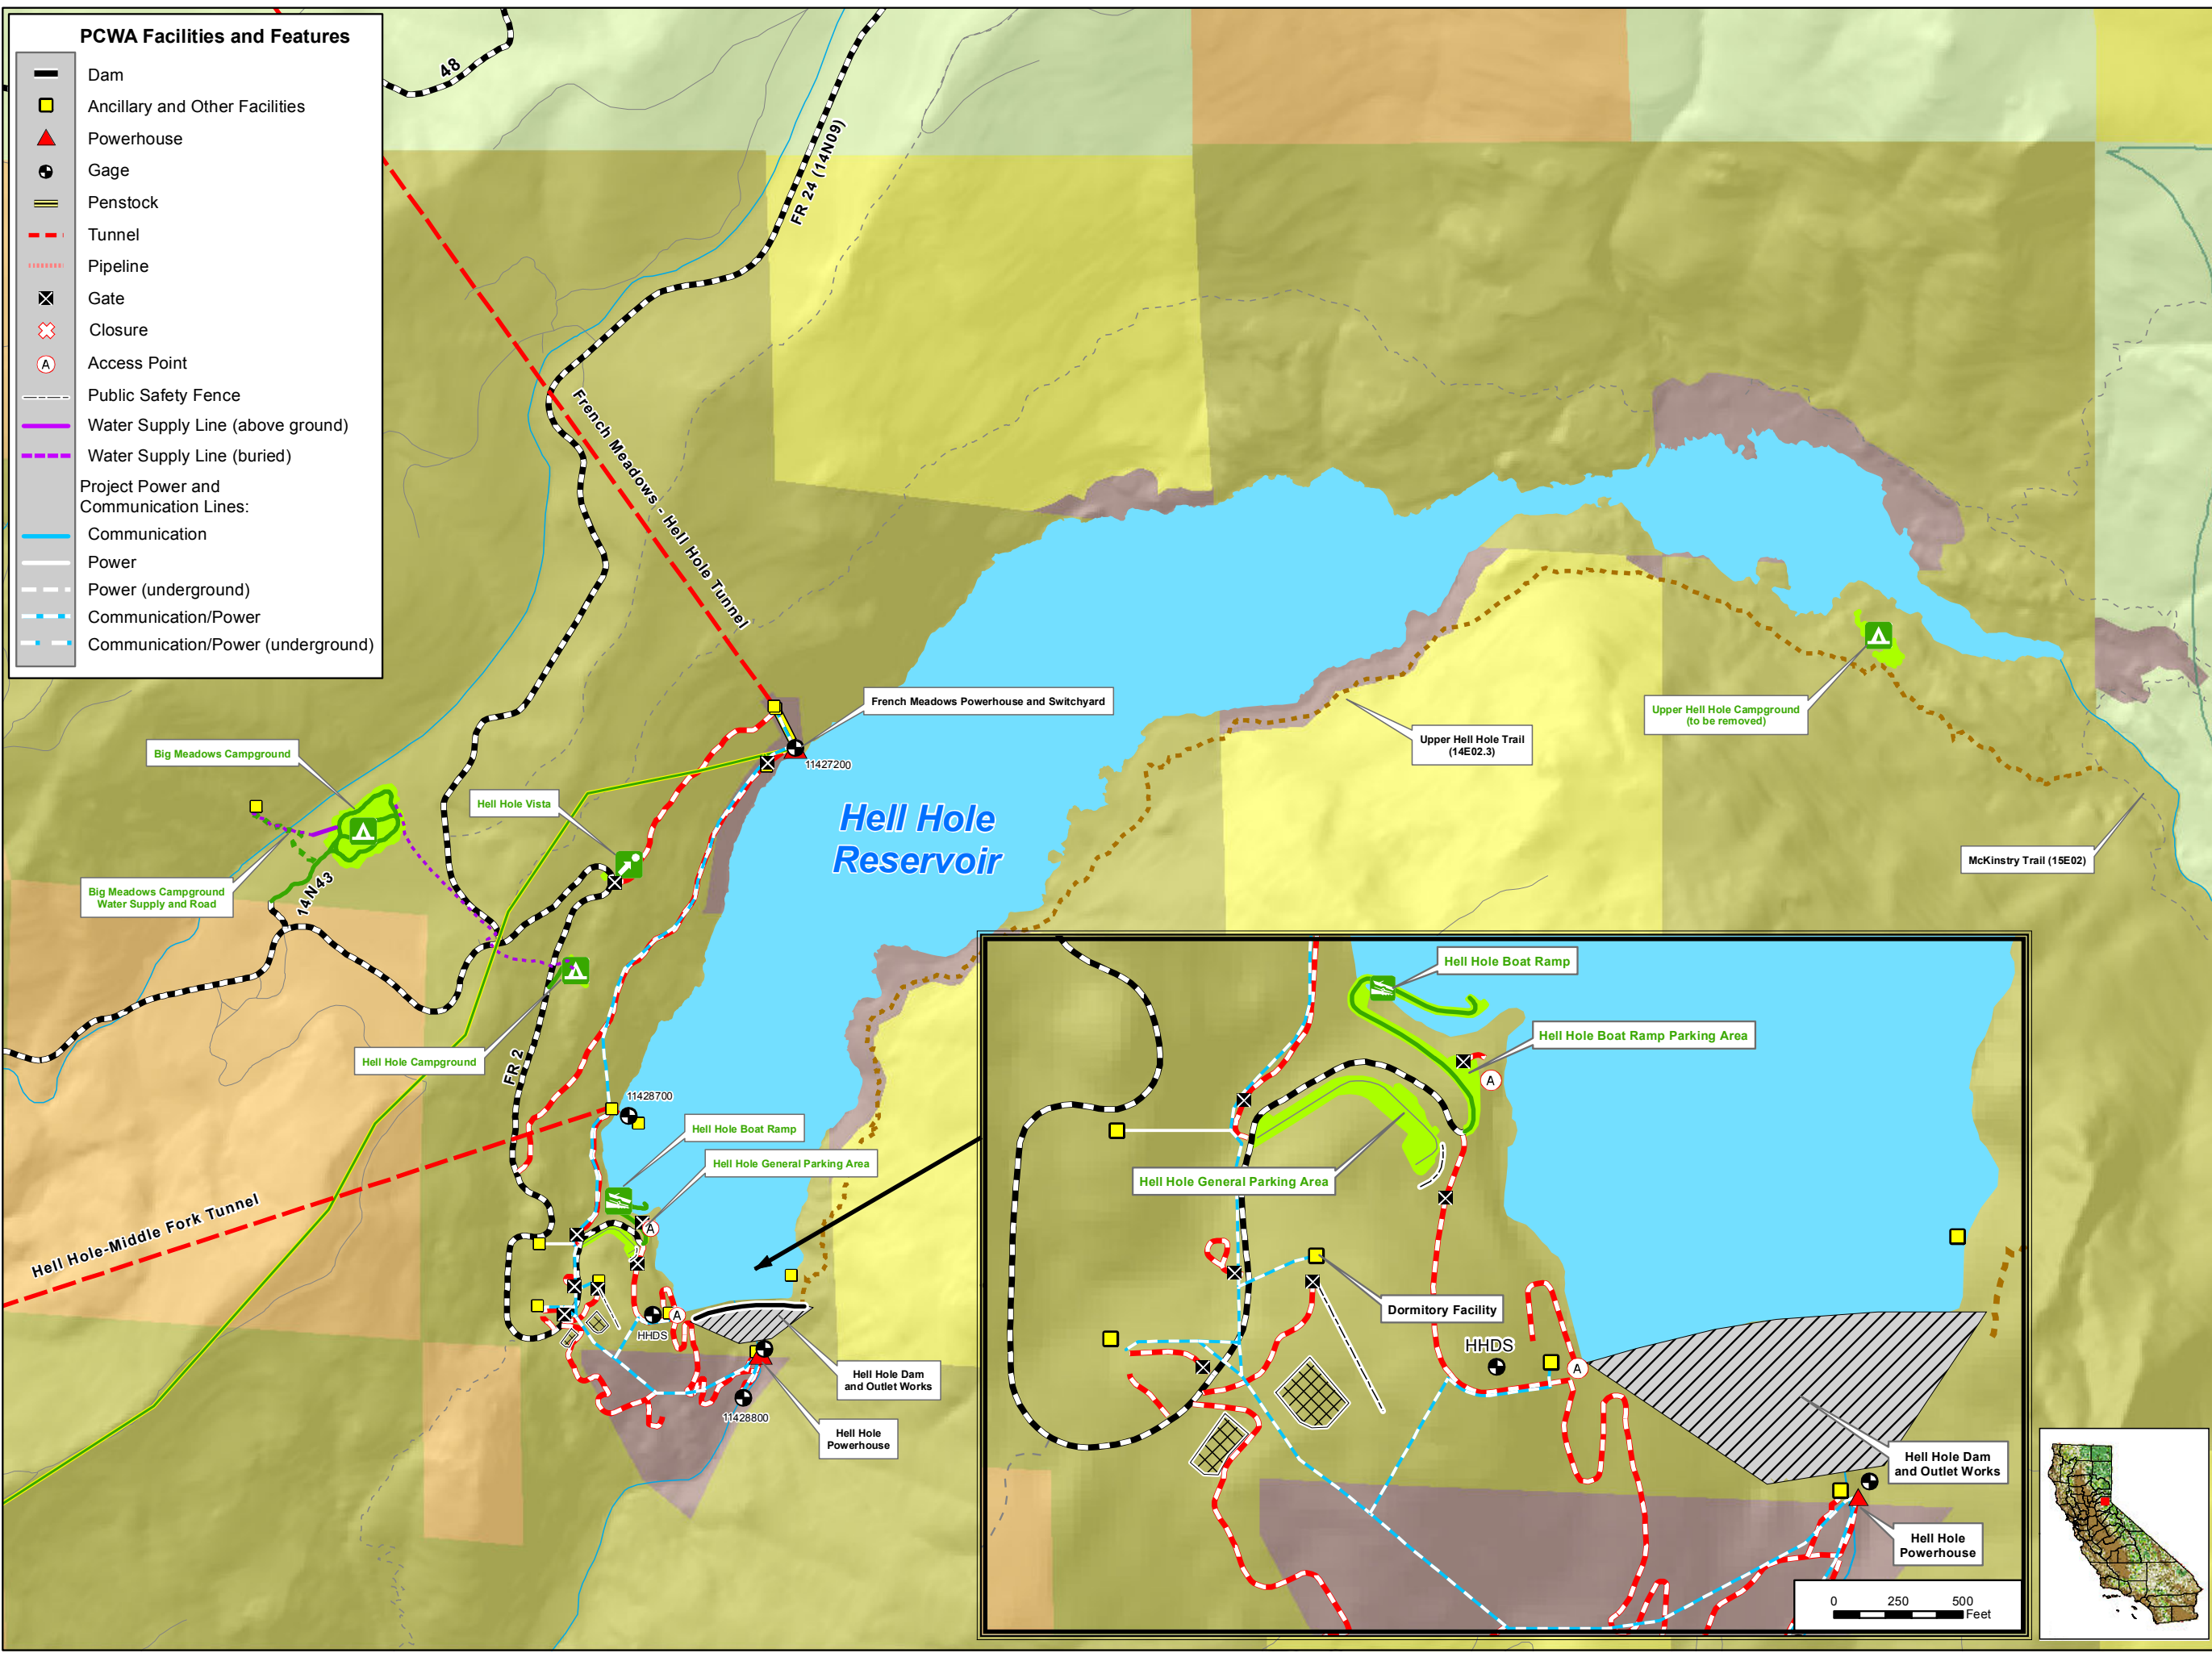 PCWA Facilities and Features
Dam
Ancillary and Other Facilities
Powerhouse
Gage
Penstock
Tunnel
Pipeline
Gate
Closure
A
Access Point
Public Safety Fence
Water Supply Line (above ground)
Water Supply Line (buried)
Project Power and
Communication Lines:
Communication
Power
Power (underground)
Communication/Power
Communication/Power (underground)
48
FR 24 (14N09)
French Meadows - Hell Hole Tunnel
French Meadows Powerhouse and Switchyard
11427200
Upper Hell Hole Campground
(to be removed)
Upper Hell Hole Trail
(14E02.3)
McKinstry Trail (15E02)
Big Meadows Campground
Hell Hole Vista
Hell Hole
Reservoir
Big Meadows Campground
Water Supply and Road
14N43
Hell Hole Campground
FR 2
11428700
Hell Hole Boat Ramp
Hell Hole General Parking Area
A
Hell Hole-Middle Fork Tunnel
A
HHDS
Hell Hole Dam
and Outlet Works
11428800
Hell Hole
Powerhouse
Hell Hole Boat Ramp
Hell Hole Boat Ramp Parking Area
A
Hell Hole General Parking Area
Dormitory Facility
HHDS
A
Hell Hole Dam
and Outlet Works
Hell Hole
Powerhouse
0 250 500
Feet